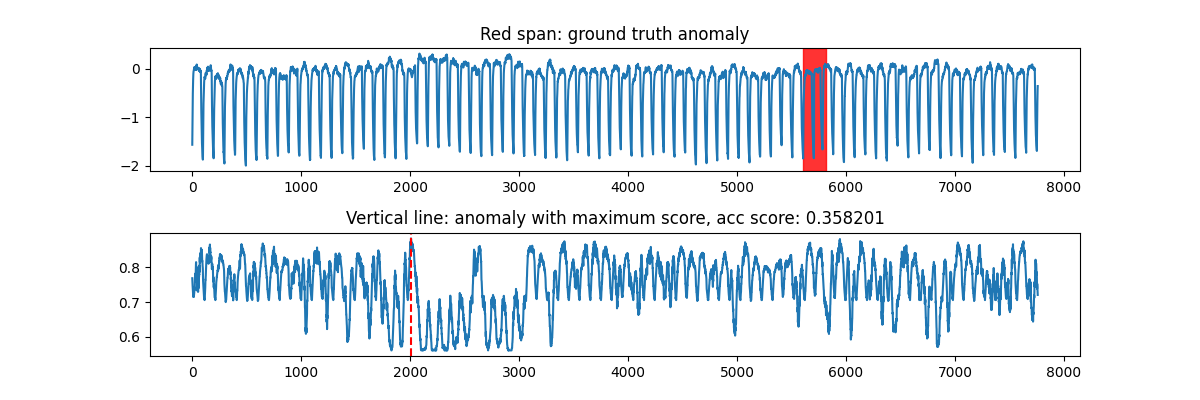 Red span: ground truth anomaly
0
−1
−2
0 1000 2000 3000 4000 5000 6000 7000 8000
Vertical line: anomaly with maximum score, acc score: 0.358201
0.8
0.7
0.6
0 1000 2000 3000 4000 5000 6000 7000 8000